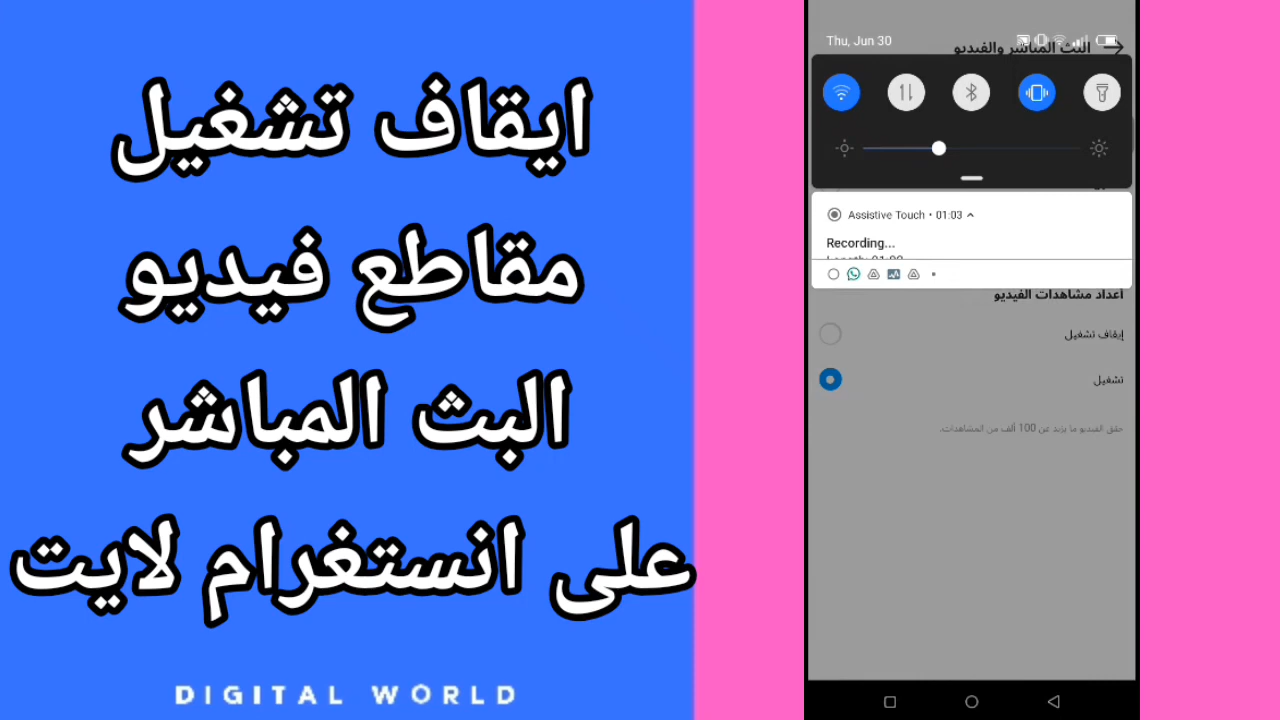 ايقاف تشغيل
مقاطع فيديو
البث المباشر
على انستغرام لايت
DIGITAL WORLD
Thu, Jun 30
البث المباشر والفيديو
Assistive Touch • 01:03
Recording...
أعداد مشاهدات الفيديو
إيقاف تشغيل
تشغيل
حقق الفيديو ما يزيد عن 100 ألف من المشاهدات.